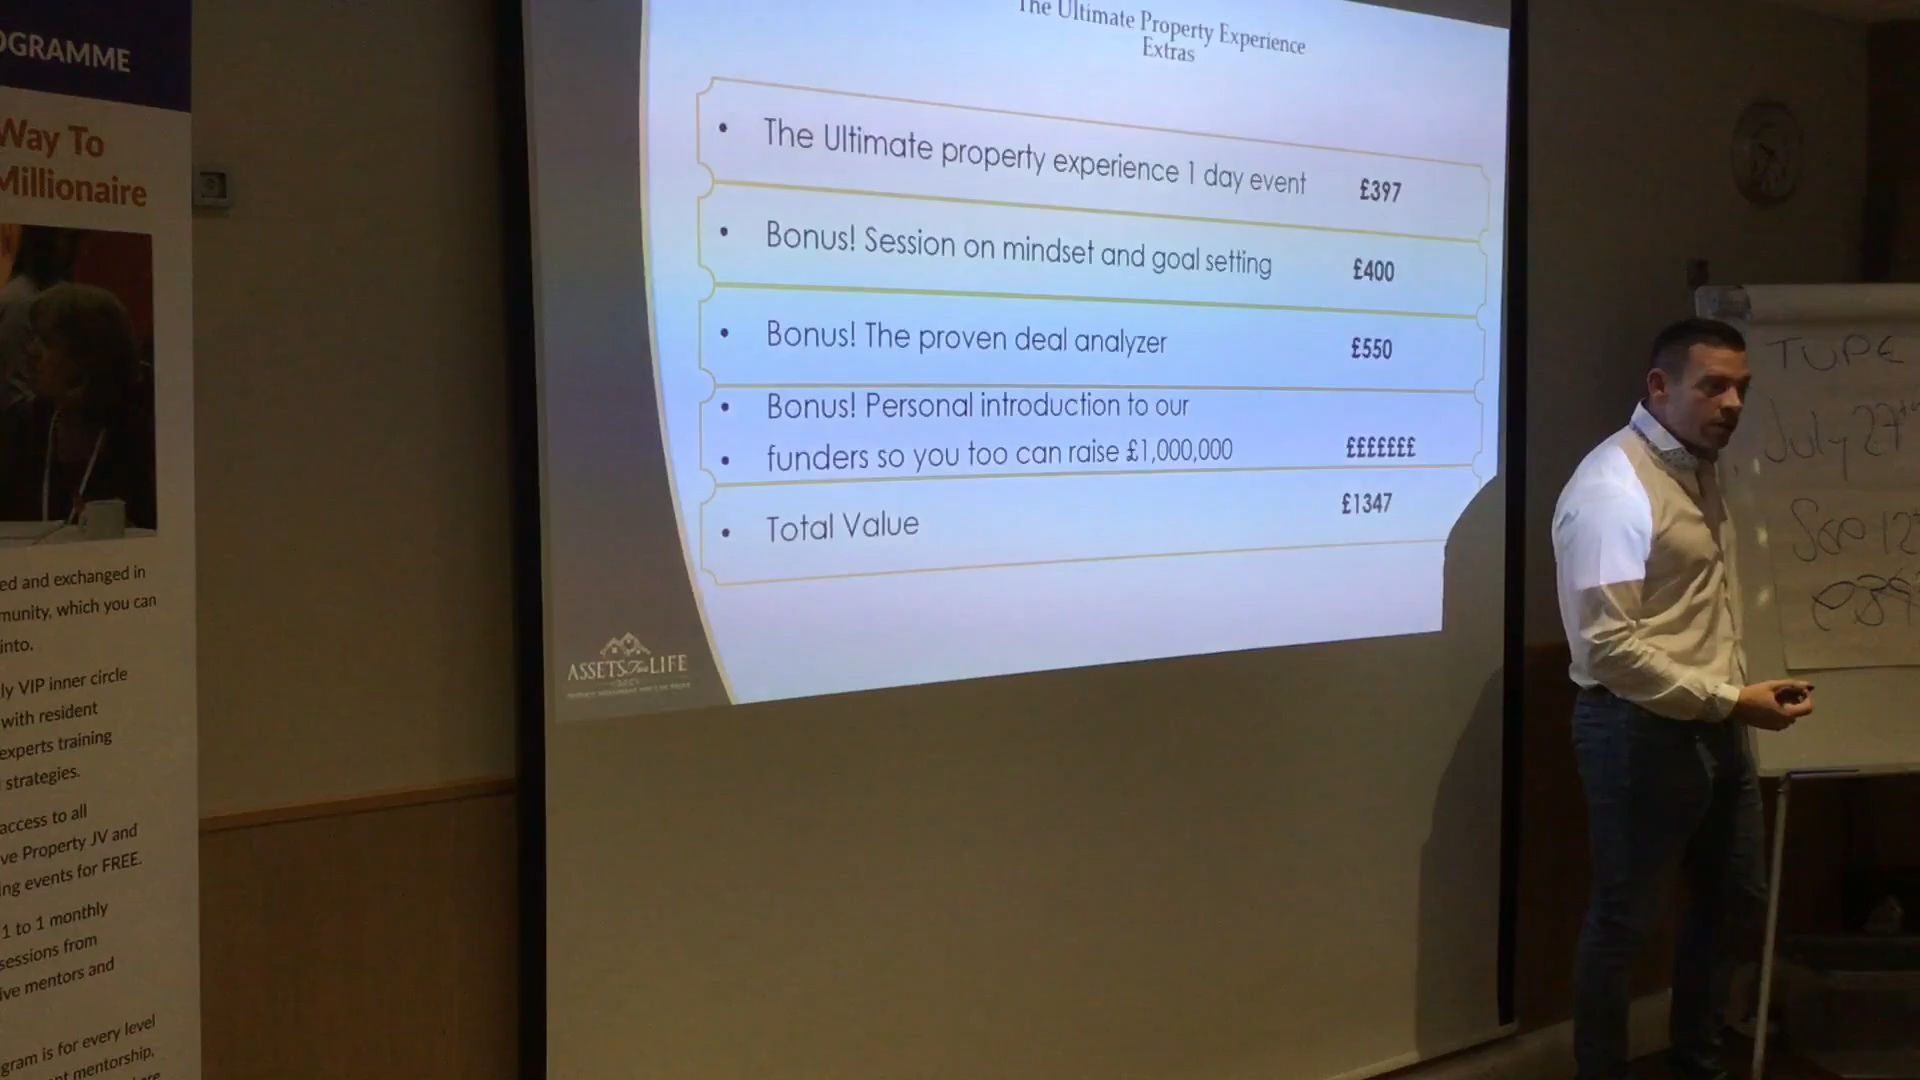 OGRAMME
Way To
Millionaire
ed and exchanged in
munity, which you can
into.
ly VIP inner circle
with resident
experts training
strategies.
access to all
ve Property JV and
ing events for FREE.
1 to 1 monthly
sessions from
ive mentors and
gram is for every level
nt mentorship,
The Ultimate Property Experience
Extras
• The Ultimate property experience 1 day event £397
• Bonus! Session on mindset and goal setting £400
• Bonus! The proven deal analyzer £550
• Bonus! Personal introduction to our
• funders so you too can raise £1,000,000 £££££££
• Total Value £1347
ASSETS For LIFE
TUPE
July 27th